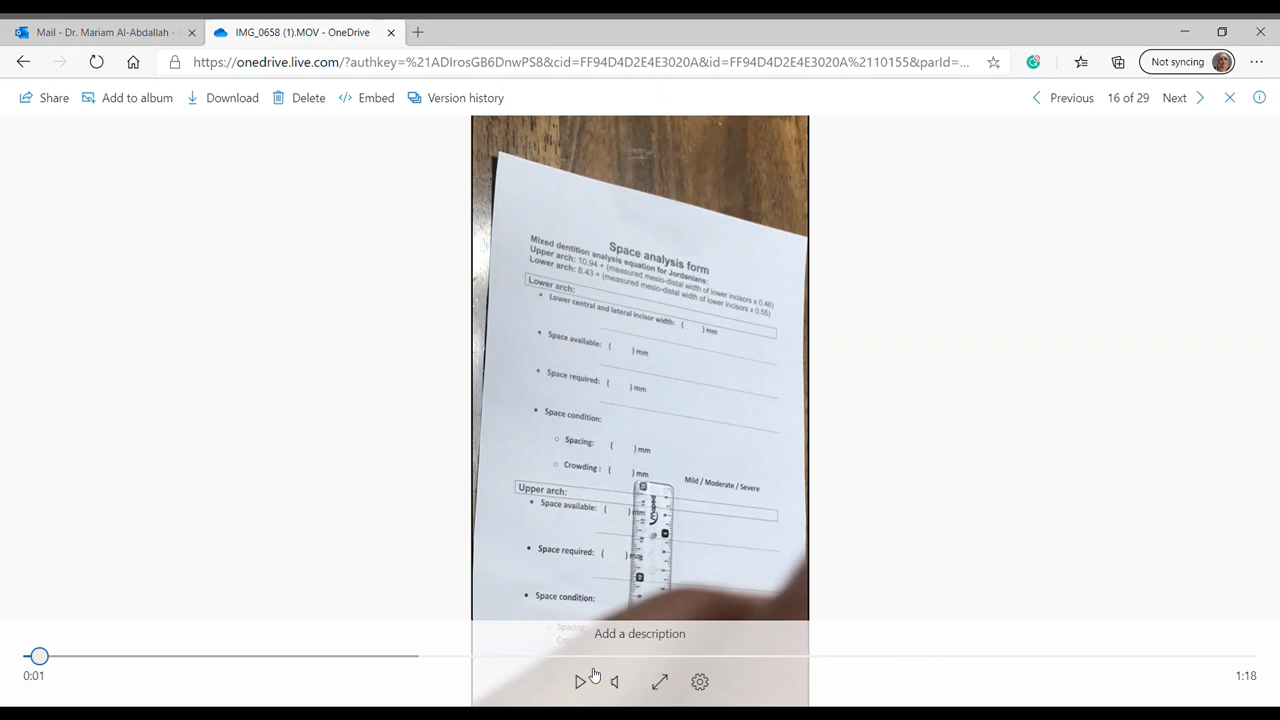 Mail - Dr. Mariam Al-Abdallah -
IMG_0658 (1).MOV - OneDrive
https://onedrive.live.com/?authkey=%21ADIrosGB6DnwPS8&cid=FF94D4D2E4E3020A&id=FF94D4D2E4E3020A%2110155&parId=...
Not syncing
Share
Add to album
Download
Delete
Embed
Version history
Previous
16 of 29
Next
Space analysis form
Mixed dentition analysis equation for Jordanians:
Upper arch: 10.94 + (measured mesio-distal width of lower incisors x 0.46)
Lower arch: 8.43 + (measured mesio-distal width of lower incisors x 0.55)
Lower arch:
• Lower central and lateral incisor width: ( ) mm
• Space available: ( ) mm
• Space required: ( ) mm
• Space condition:
○ Spacing: ( ) mm
○ Crowding : ( ) mm Mild / Moderate / Severe
Upper arch:
• Space available: ( ) mm
Maped
• Space required: ( ) mm
• Space condition:
Add a description
0:01
1:18